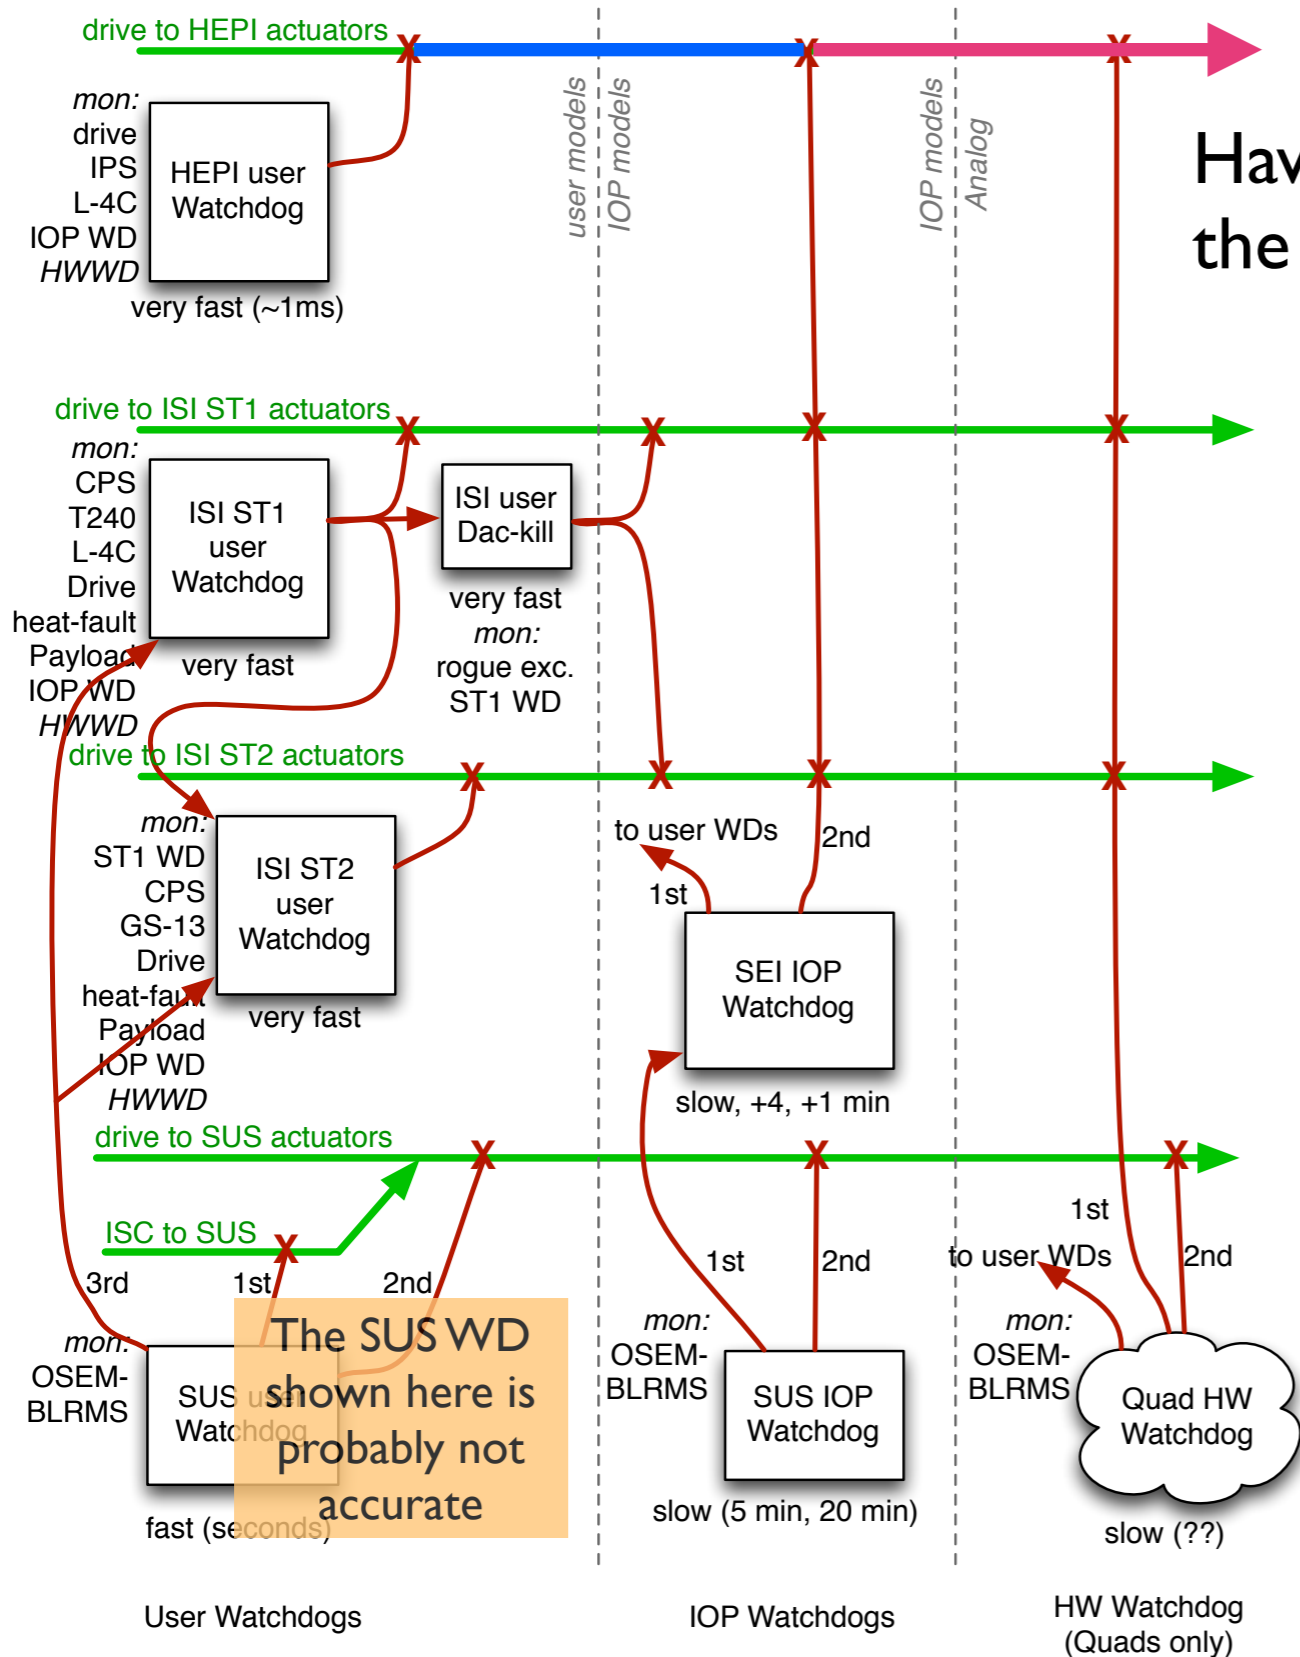 drive to HEPI actuators
mon:
drive
IPS
L-4C
IOP WD
HWWD
HEPI user
Watchdog
very fast (~1ms)
user models
IOP models
IOP models
Analog
Hav
the
drive to ISI ST1 actuators
mon:
CPS
T240
L-4C
Drive
heat-fault
Payload
IOP WD
HWWD
ISI ST1
user
Watchdog
very fast
ISI user
Dac-kill
very fast
mon:
rogue exc.
ST1 WD
drive to ISI ST2 actuators
mon:
ST1 WD
CPS
GS-13
Drive
heat-fault
Payload
IOP WD
HWWD
ISI ST2
user
Watchdog
very fast
to user WDs
1st
2nd
SEI IOP
Watchdog
slow, +4, +1 min
drive to SUS actuators
ISC to SUS
3rd
1st
2nd
mon:
OSEM-
BLRMS
SUS user
Watchdog
fast (seconds)
The SUS WD
shown here is
probably not
accurate
1st
2nd
mon:
OSEM-
BLRMS
SUS IOP
Watchdog
slow (5 min, 20 min)
1st
2nd
to user WDs
mon:
OSEM-
BLRMS
Quad HW
Watchdog
slow (??)
User Watchdogs
IOP Watchdogs
HW Watchdog
(Quads only)